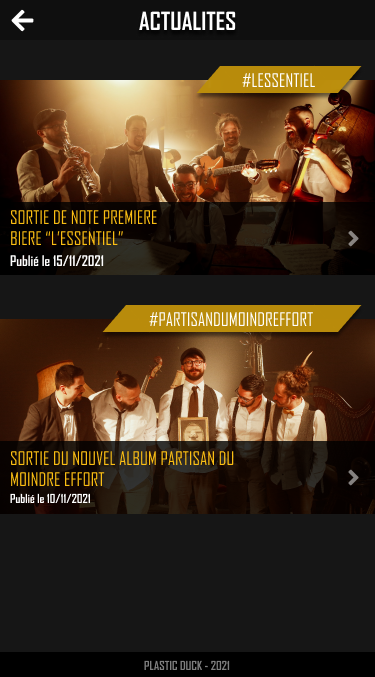 ACTUALITES
#LESSENTIEL
SORTIE DE NOTE PREMIERE
BIERE “L’ESSENTIEL”
Publié le 15/11/2021
#PARTISANDUMOINDREFFORT
SORTIE DU NOUVEL ALBUM PARTISAN DU
MOINDRE EFFORT
Publié le 10/11/2021
PLASTIC DUCK - 2021